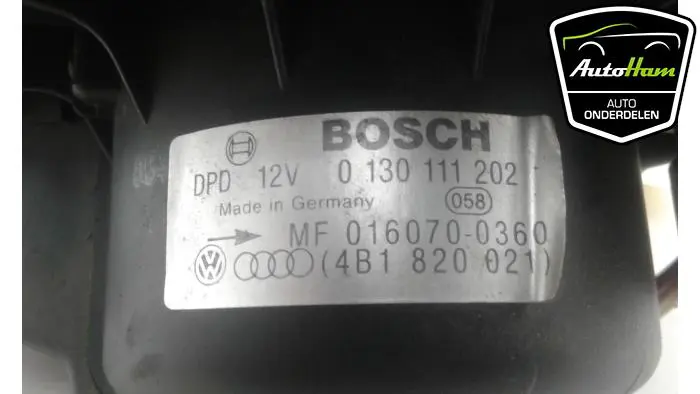 BOSCH
DPD 12V 0 130 111 202
Made in Germany 058
MF 016070-0360
(4B1 820 021)
AutoHam
AUTO
ONDERDELEN